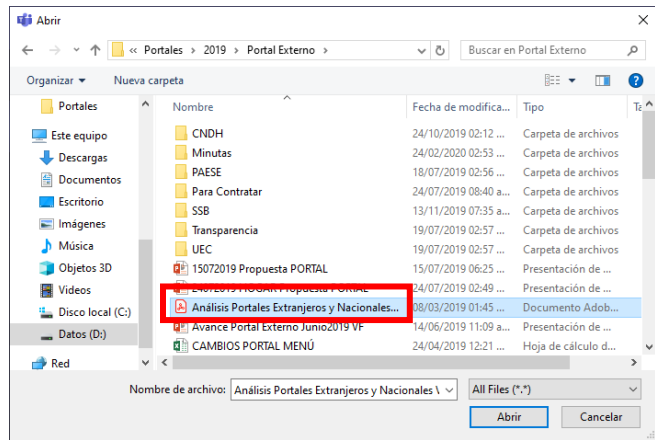 Abrir
« Portales > 2019 > Portal Externo >
Buscar en Portal Externo
Organizar
Nueva carpeta
Portales
Este equipo
Descargas
Documentos
Escritorio
Imágenes
Música
Objetos 3D
Videos
Disco local (C:)
Datos (D:)
Red
Nombre Fecha de modifica... Tipo
CNDH 24/10/2019 02:12 ... Carpeta de archivos
Minutas 24/02/2020 02:53 ... Carpeta de archivos
PAESE 18/07/2019 02:56 ... Carpeta de archivos
Para Contratar 24/07/2019 08:40 a... Carpeta de archivos
SSB 13/11/2019 07:35 a... Carpeta de archivos
Transparencia 19/07/2019 02:57 ... Carpeta de archivos
UEC 19/07/2019 02:57 ... Carpeta de archivos
15072019 Propuesta PORTAL 15/07/2019 06:25 ... Presentación de ...
24072019 HOGAR Propuesta PORTAL 24/07/2019 02:49 ... Presentación de ...
Análisis Portales Extranjeros y Nacionales... 08/03/2019 01:45 ... Documento Adob...
Avance Portal Externo Junio2019 VF 14/06/2019 11:09 a... Presentación de ...
CAMBIOS PORTAL MENÚ 24/04/2019 12:21 ... Hoja de cálculo d...
Nombre de archivo: Análisis Portales Extranjeros y Nacionales All Files (*.*)
Abrir
Cancelar